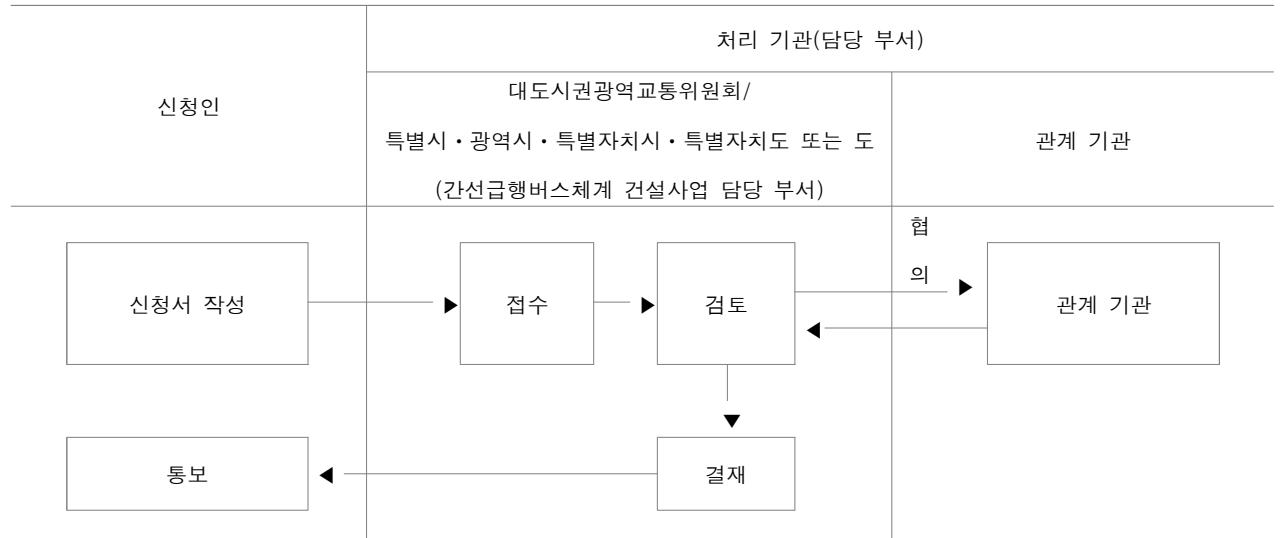 처리 기관(담당 부서)
신청인
대도시권광역교통위원회/
특별시・광역시・특별자치시・특별자치도 또는 도
(간선급행버스체계 건설사업 담당 부서)
관계 기관
협
의
신청서 작성
접수
검토
관계 기관
통보
결재